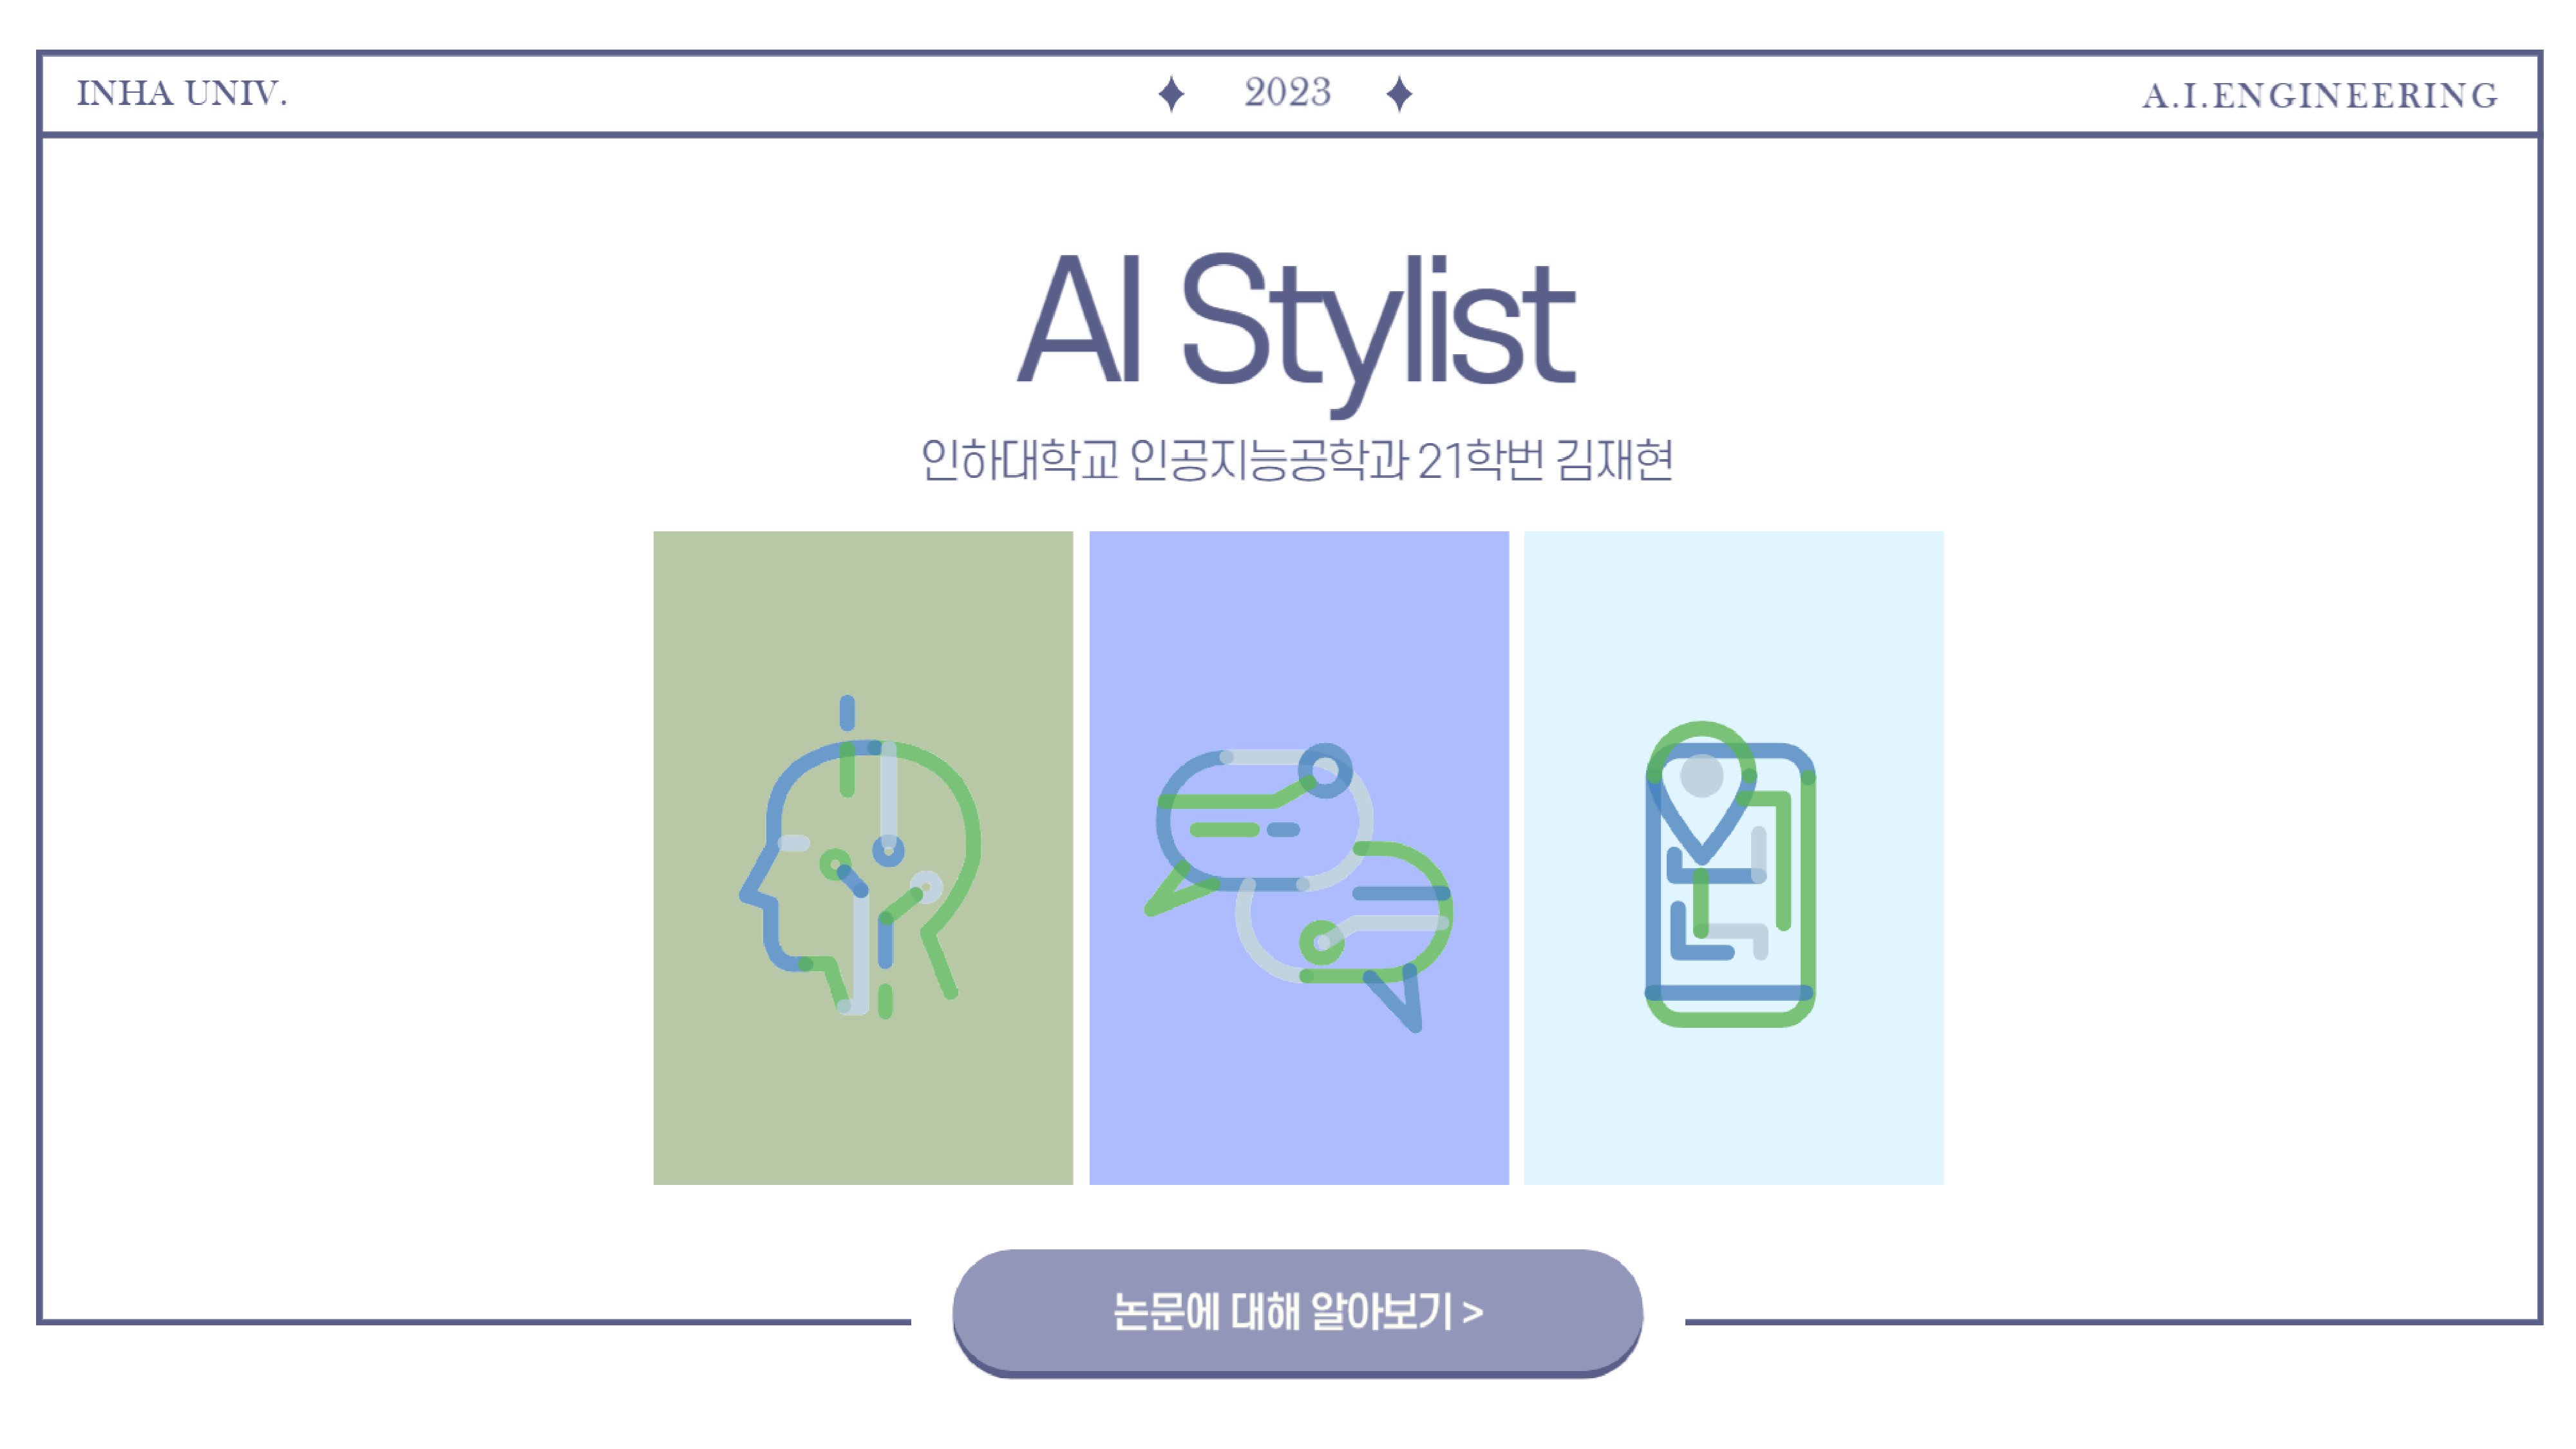 INHA UNIV.
2023
A.I.ENGINEERING
AI Stylist
인하대학교 인공지능공학과 21학번 김재현
논문에 대해 알아보기 >